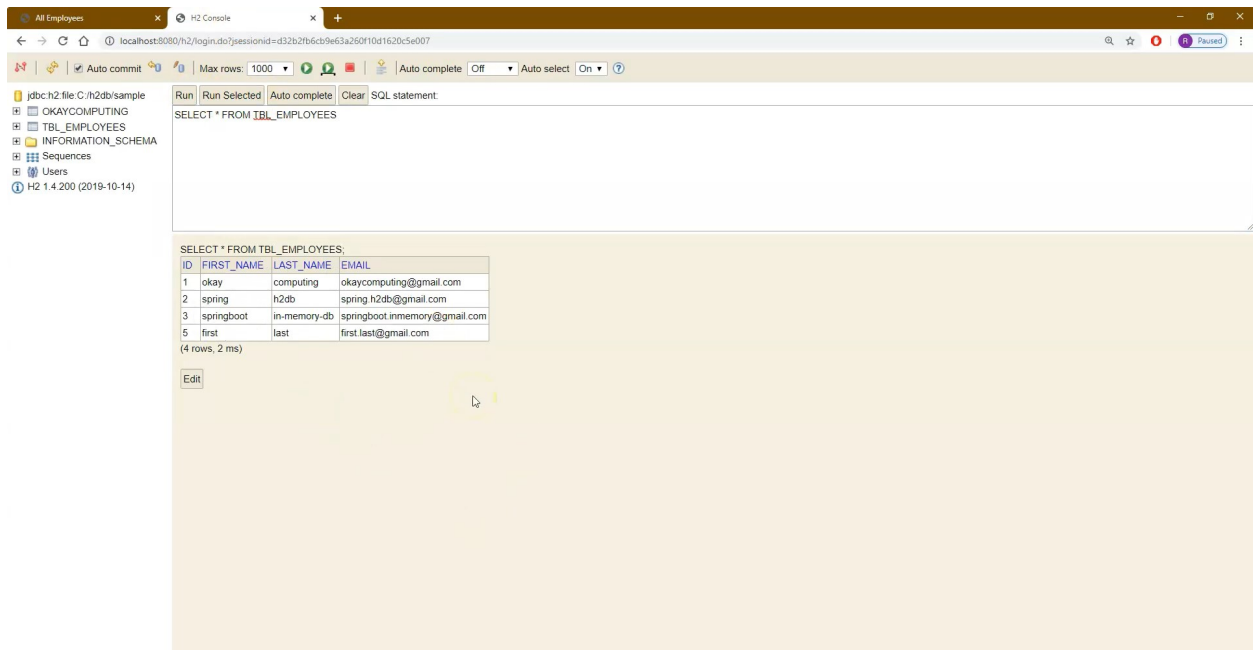 All Employees
H2 Console
localhost:8080/h2/login.do?jsessionid=d32b2fb6cb9e63a260f10d1620c5e007
R Paused
Auto commit Max rows: 1000 Auto complete Off Auto select On ?
jdbc:h2:file:C:/h2db/sample
OKAYCOMPUTING
TBL_EMPLOYEES
INFORMATION_SCHEMA
Sequences
Users
H2 1.4.200 (2019-10-14)
Run Run Selected Auto complete Clear SQL statement:
SELECT * FROM TBL_EMPLOYEES
SELECT * FROM TBL_EMPLOYEES;
ID FIRST_NAME LAST_NAME EMAIL
1 okay computing okaycomputing@gmail.com
2 spring h2db spring.h2db@gmail.com
3 springboot in-memory-db springboot.inmemory@gmail.com
5 first last first.last@gmail.com
(4 rows, 2 ms)
Edit